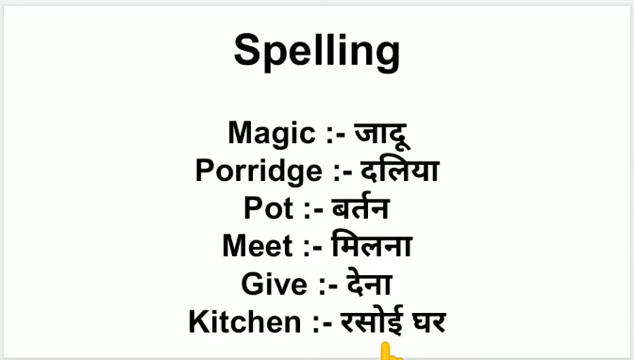 Spelling
Magic :- जादू
Porridge :- दलिया
Pot :- बर्तन
Meet :- मिलना
Give :- देना
Kitchen :- रसोई घर